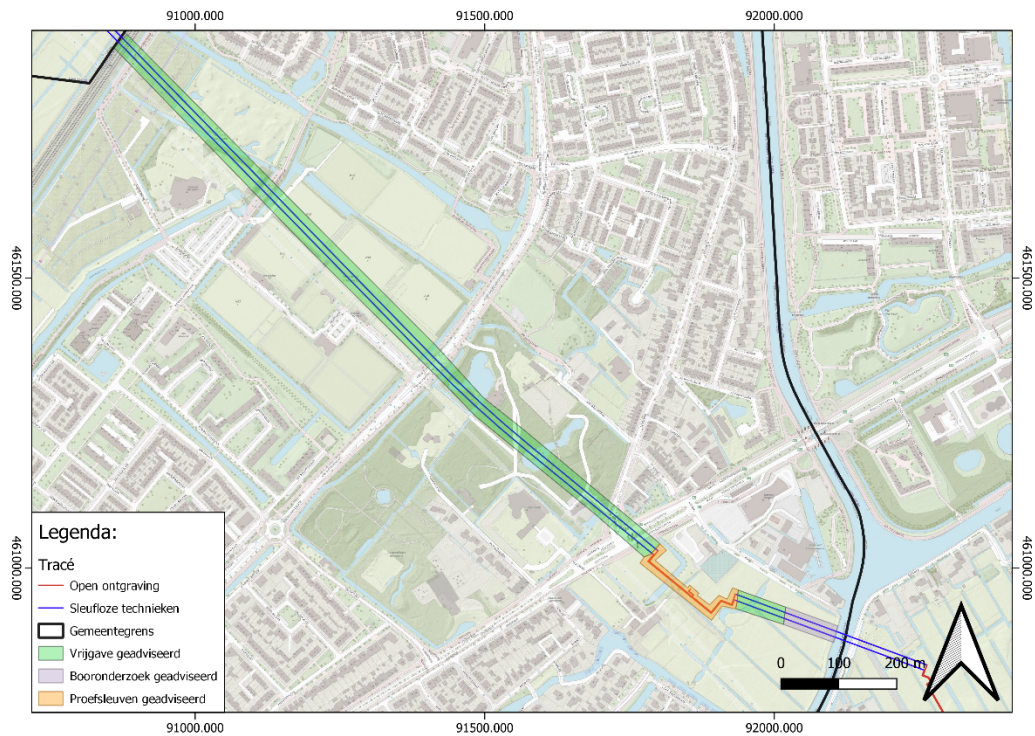 91000.000 91500.000 92000.000
461500.000 461500.000
461000.000 461000.000
Legenda:
Tracé
Open ontgraving
Sleufloze technieken
Gemeentegrens
Vrijgave geadviseerd
Booronderzoek geadviseerd
Proefsleuven geadviseerd
0 100 200 m
91000.000 91500.000 92000.000